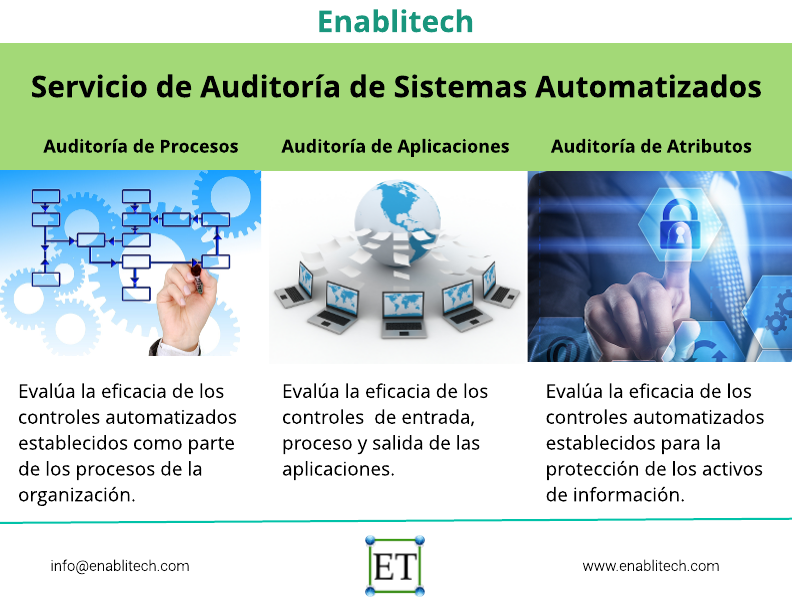 Enablitech
Servicio de Auditoría de Sistemas Automatizados
Auditoría de Procesos
Auditoría de Aplicaciones
Auditoría de Atributos
Evalúa la eficacia de los
controles automatizados
establecidos como parte
de los procesos de la
organización.
Evalúa la eficacia de los
controles  de entrada,
proceso y salida de las
aplicaciones.
Evalúa la eficacia de los
controles automatizados
establecidos para la
protección de los activos
de información.
info@enablitech.com
ET
www.enablitech.com